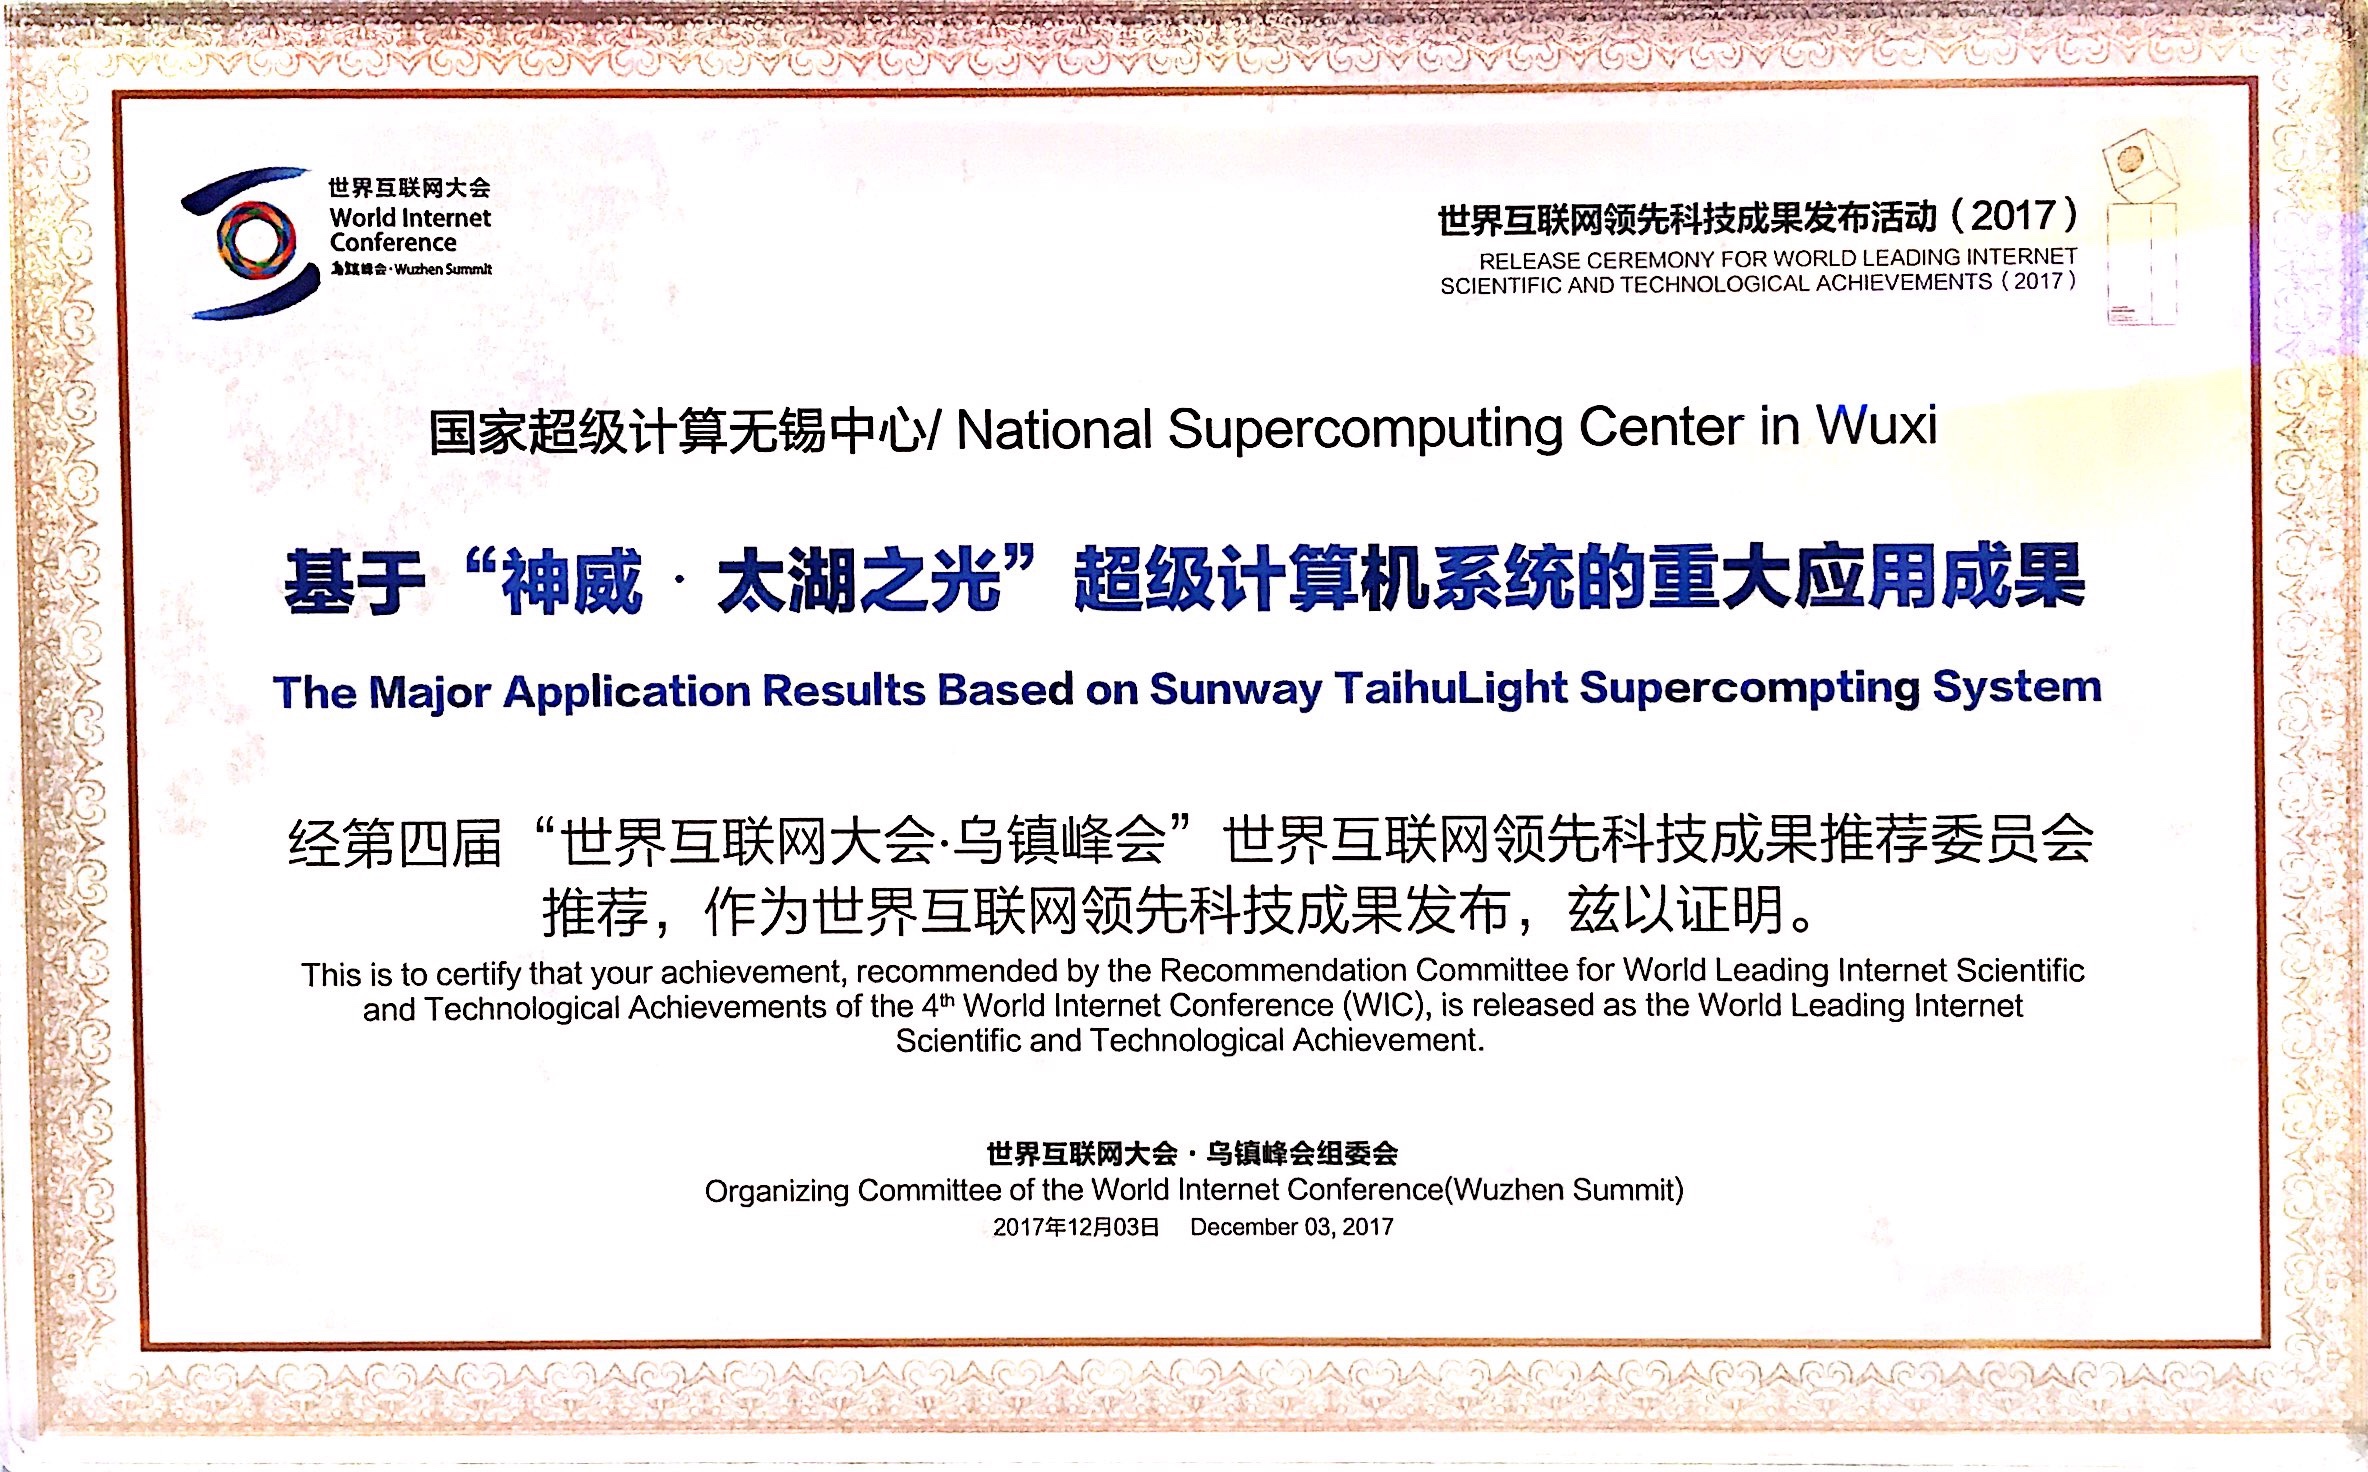 世界互联网大会
World Internet
Conference
乌镇峰会·Wuzhen Summit
世界互联网领先科技成果发布活动（2017）
RELEASE CEREMONY FOR WORLD LEADING INTERNET
SCIENTIFIC AND TECHNOLOGICAL ACHIEVEMENTS（2017）
国家超级计算无锡中心/ National Supercomputing Center in Wuxi
基于“神威·太湖之光”超级计算机系统的重大应用成果
The Major Application Results Based on Sunway TaihuLight Supercompting System
经第四届“世界互联网大会·乌镇峰会”世界互联网领先科技成果推荐委员会
推荐，作为世界互联网领先科技成果发布，兹以证明。
This is to certify that your achievement, recommended by the Recommendation Committee for World Leading Internet Scientific
and Technological Achievements of the 4th World Internet Conference (WIC), is released as the World Leading Internet
Scientific and Technological Achievement.
世界互联网大会·乌镇峰会组委会
Organizing Committee of the World Internet Conference(Wuzhen Summit)
2017年12月03日 December 03, 2017